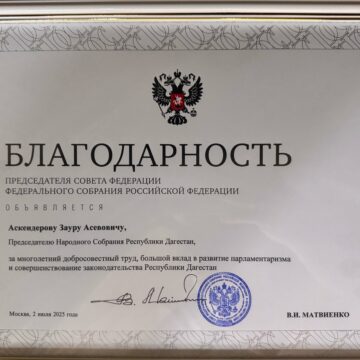 БЛАГОДАРНОСТЬ
ПРЕДСЕДАТЕЛЯ СОВЕТА ФЕДЕРАЦИИ
ФЕДЕРАЛЬНОГО СОБРАНИЯ РОССИЙСКОЙ ФЕДЕРАЦИИ
ОБЪЯВЛЯЕТСЯ
Аскендерову Зауру Асевовичу,
Председателю Народного Собрания Республики Дагестан,
за многолетний добросовестный труд, большой вклад в развитие парламентаризма
и совершенствование законодательства Республики Дагестан
Москва, 2 июля 2025 года
В.И. МАТВИЕНКО